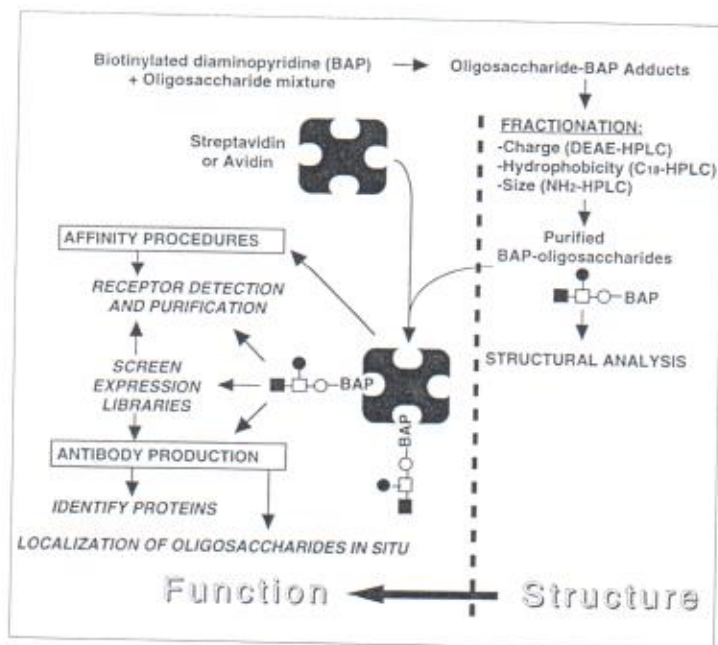 Biotinylated diaminopyridine (BAP)
+ Oligosaccharide mixture
Oligosaccharide-BAP Adducts
Streptavidin
or Avidin
FRACTIONATION:
-Charge (DEAE-HPLC)
-Hydrophobicity (C18-HPLC)
-Size (NH2-HPLC)
Purified
BAP-oligosaccharides
BAP
STRUCTURAL ANALYSIS
AFFINITY PROCEDURES
RECEPTOR DETECTION
AND PURIFICATION
SCREEN
EXPRESSION
LIBRARIES
BAP
BAP
ANTIBODY PRODUCTION
IDENTIFY PROTEINS
LOCALIZATION OF OLIGOSACCHARIDES IN SITU
Function
Structure